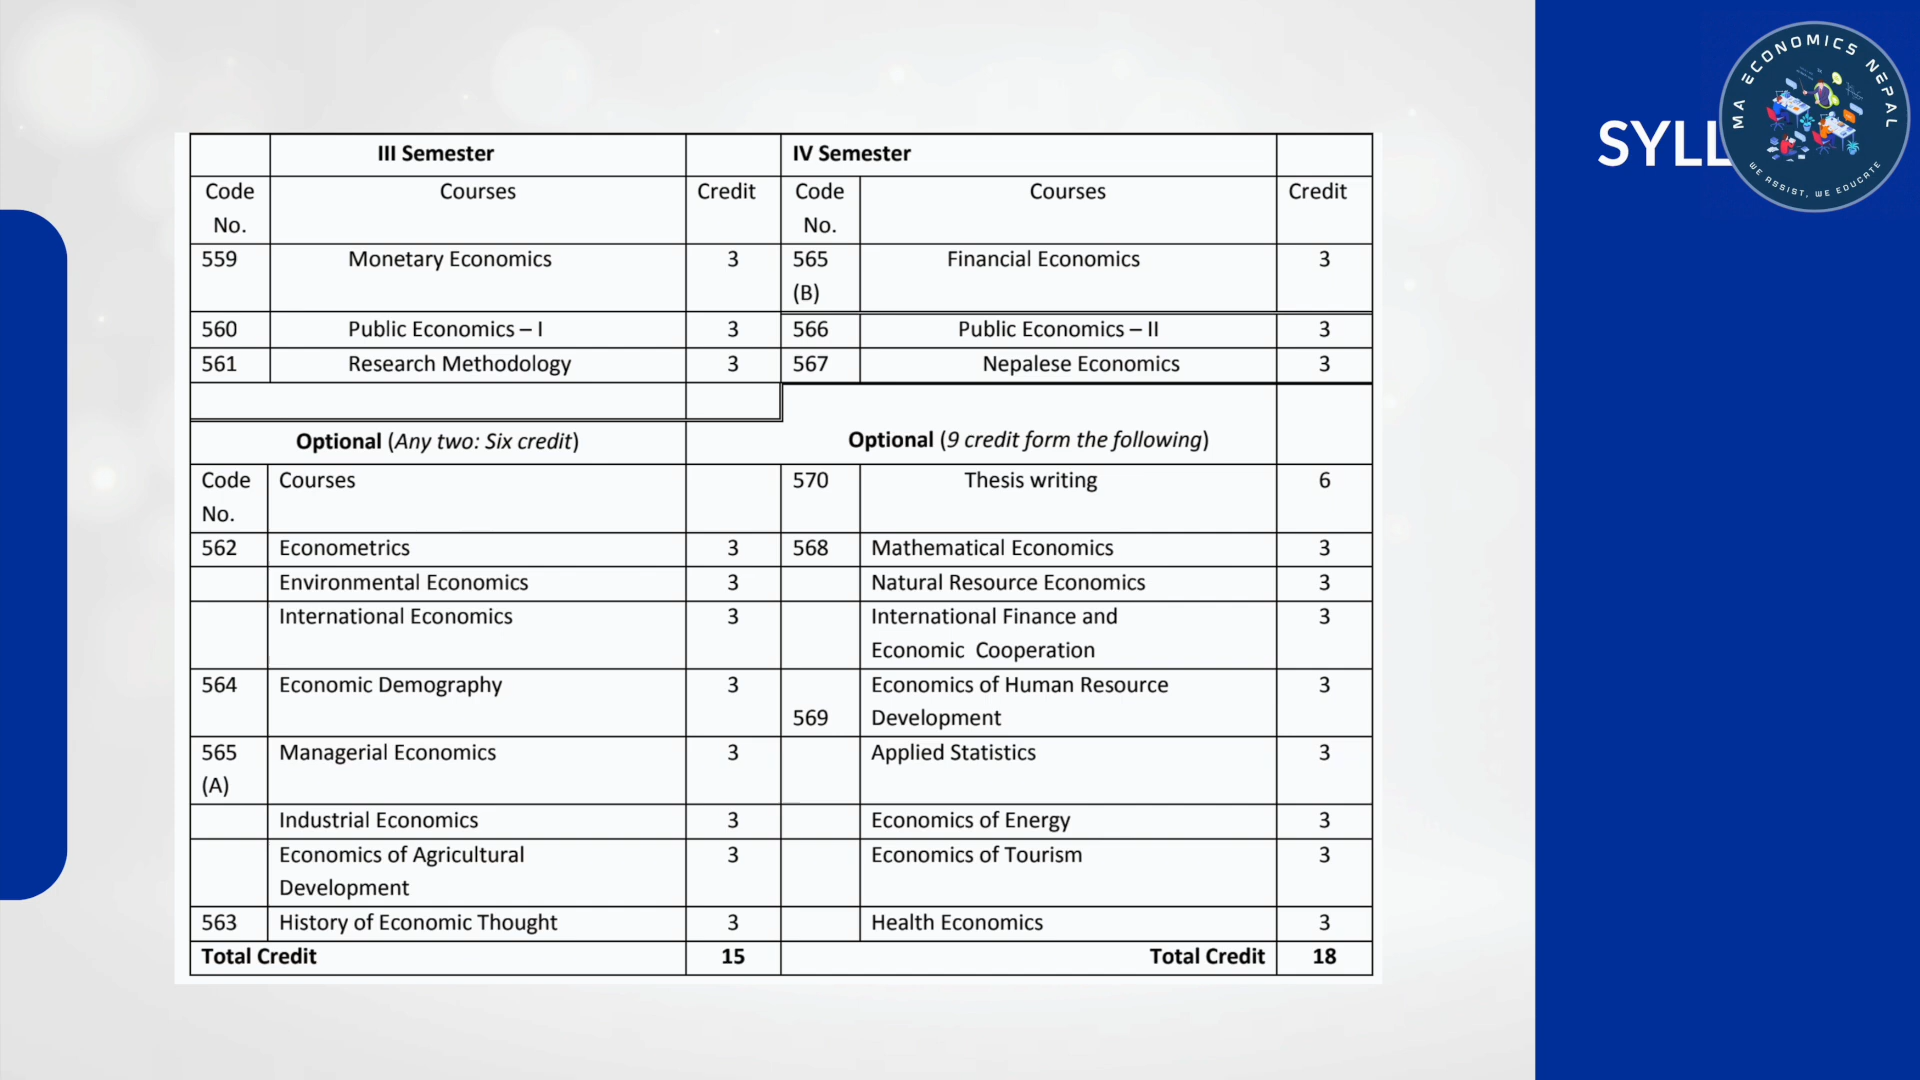 III Semester IV Semester
Code No. Courses Credit Code No. Courses Credit
559 Monetary Economics 3 565 (B) Financial Economics 3
560 Public Economics – I 3 566 Public Economics – II 3
561 Research Methodology 3 567 Nepalese Economics 3
Optional (Any two: Six credit) Optional (9 credit form the following)
Code No. Courses 570 Thesis writing 6
562 Econometrics 3 568 Mathematical Economics 3
Environmental Economics 3 Natural Resource Economics 3
International Economics 3 International Finance and Economic Cooperation 3
564 Economic Demography 3 569 Economics of Human Resource Development 3
565 (A) Managerial Economics 3 Applied Statistics 3
Industrial Economics 3 Economics of Energy 3
Economics of Agricultural Development 3 Economics of Tourism 3
563 History of Economic Thought 3 Health Economics 3
Total Credit 15 Total Credit 18
SYLL
MA ECONOMICS NEPAL
WE ASSIST, WE EDUCATE